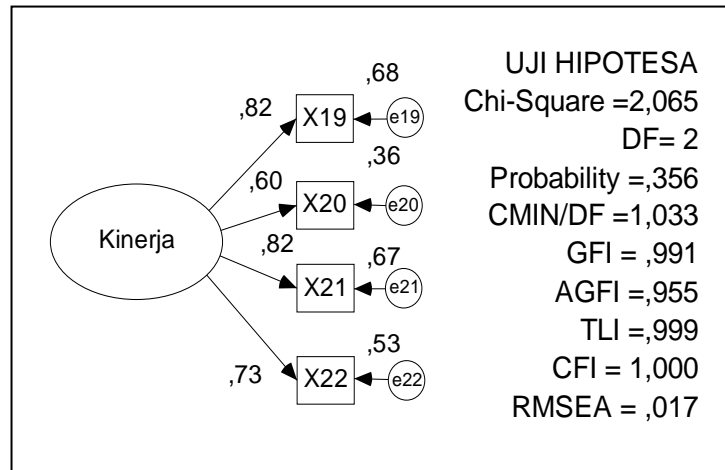 UJI HIPOTESA
Chi-Square =2,065
DF= 2
Probability =,356
CMIN/DF =1,033
GFI = ,991
AGFI =,955
TLI =,999
CFI = 1,000
RMSEA = ,017
Kinerja
,82
X19
,68
e19
,60
X20
,36
e20
,82
X21
,67
e21
,73
X22
,53
e22